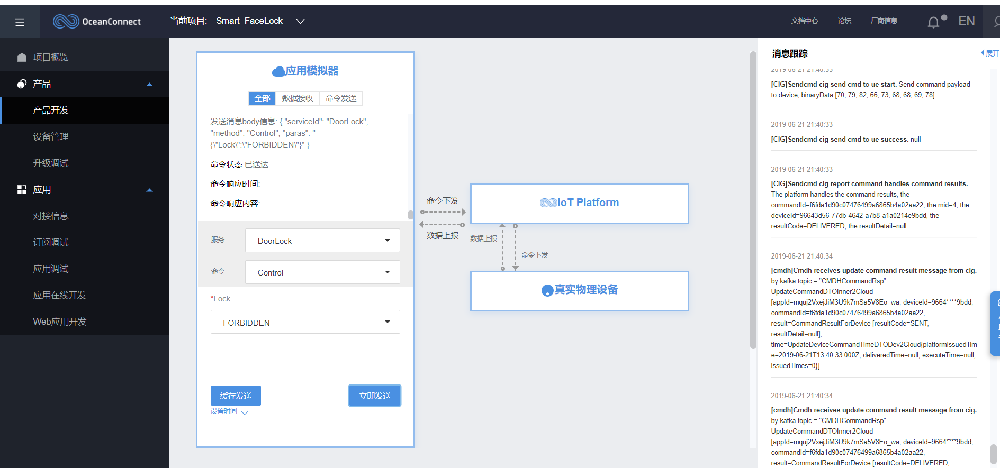 OceanConnect
当前项目: Smart_FaceLock
文档中心
论坛
厂商信息
EN
项目概览
产品
产品开发
设备管理
升级调试
应用
对接信息
订阅调试
应用调试
应用在线开发
Web应用开发
应用模拟器
全部
数据接收
命令发送
发送消息body信息: { "serviceId": "DoorLock",
"method": "Control", "paras": "
{\"Lock\":\"FORBIDDEN\"}" }
命令状态:已送达
命令响应时间:
命令响应内容:
服务
DoorLock
命令
Control
*Lock
FORBIDDEN
缓存发送
立即发送
设置时间
命令下发
数据上报
IoT Platform
数据上报
命令下发
真实物理设备
消息跟踪
展开
2019-06-21 21:40:33
[CIG]Sendcmd cig send cmd to ue start. Send command payload
to device, binaryData:[70, 79, 82, 66, 73, 68, 68, 69, 78]
2019-06-21 21:40:33
[CIG]Sendcmd cig send cmd to ue success. null
2019-06-21 21:40:33
[CIG]Sendcmd cig report command handles command results.
The platform handles the command results, the
commandId=f6fda1d90c07476499a6865b4a02aa22, the mid=4, the
deviceId=96643d56-77db-4642-a7b8-a1a0214e9bdd, the
resultCode=DELIVERED, the resultDetail=null
2019-06-21 21:40:34
[cmdh]Cmdh receives update command result message from cig.
by kafka topic = "CMDHCommandRsp"
UpdateCommandDTOInner2Cloud
[appId=mquj2VxejJiM3U9k7mSa5V8Eo_wa, deviceId=9664****9bdd,
commandId=f6fda1d90c07476499a6865b4a02aa22,
result=CommandResultForDevice [resultCode=SENT,
resultDetail=null],
time=UpdateDeviceCommandTimeDTODev2Cloud{platformIssuedTim
e=2019-06-21T13:40:33.000Z, deliveredTime=null, executeTime=null,
issuedTimes=0}]
2019-06-21 21:40:34
[cmdh]Cmdh receives update command result message from cig.
by kafka topic = "CMDHCommandRsp"
UpdateCommandDTOInner2Cloud
[appId=mquj2VxejJiM3U9k7mSa5V8Eo_wa, deviceId=9664****9bdd,
commandId=f6fda1d90c07476499a6865b4a02aa22,
result=CommandResultForDevice [resultCode=DELIVERED,